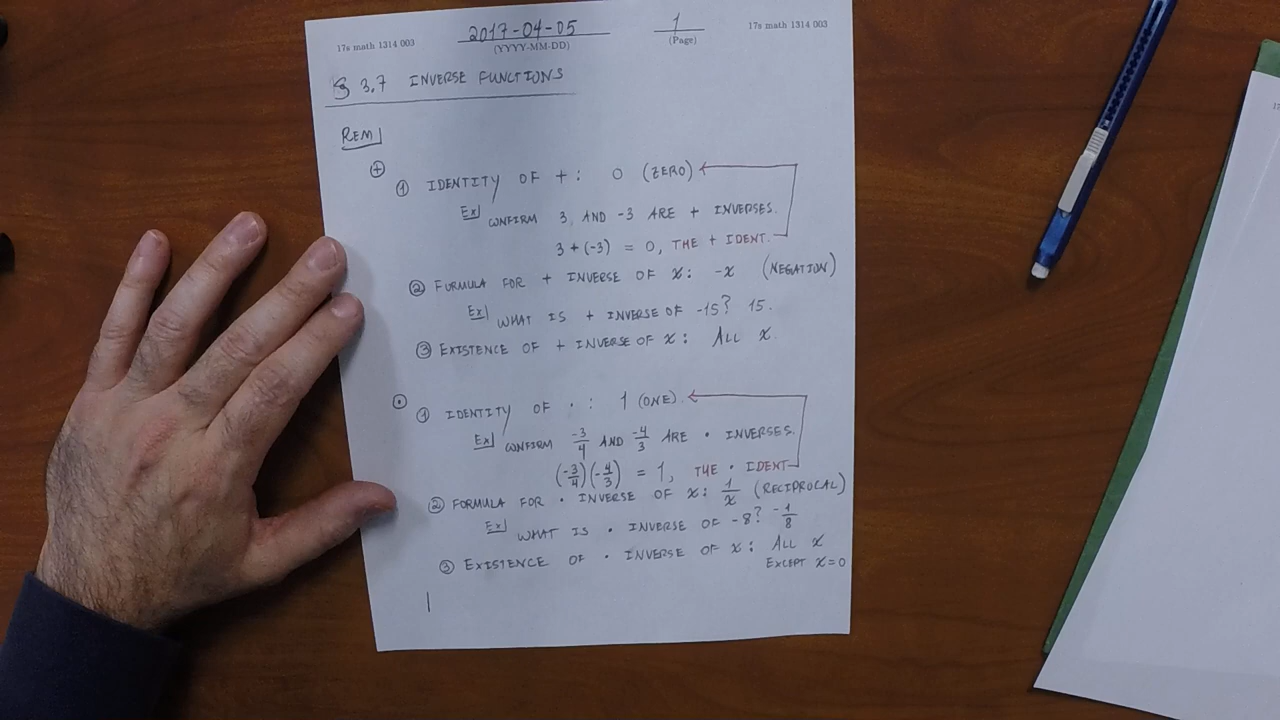 17s math 1314 003 2017-04-05 1 17s math 1314 003
(YYYY-MM-DD) (Page)
§ 3.7 INVERSE FUNCTIONS
REM
+
① IDENTITY OF + : 0 (ZERO)
Ex CONFIRM 3 AND -3 ARE + INVERSES.
3 + (-3) = 0, THE + IDENT.
② FORMULA FOR + INVERSE OF x: -x (NEGATION)
Ex WHAT IS + INVERSE OF -15? 15.
③ EXISTENCE OF + INVERSE OF x: ALL x.
·
① IDENTITY OF · : 1 (ONE).
Ex CONFIRM -3/4 AND -4/3 ARE · INVERSES.
(-3/4)(-4/3) = 1, THE · IDENT
② FORMULA FOR · INVERSE OF x: 1/x (RECIPROCAL)
Ex WHAT IS · INVERSE OF -8? -1/8
③ EXISTENCE OF · INVERSE OF x: ALL x
EXCEPT x=0